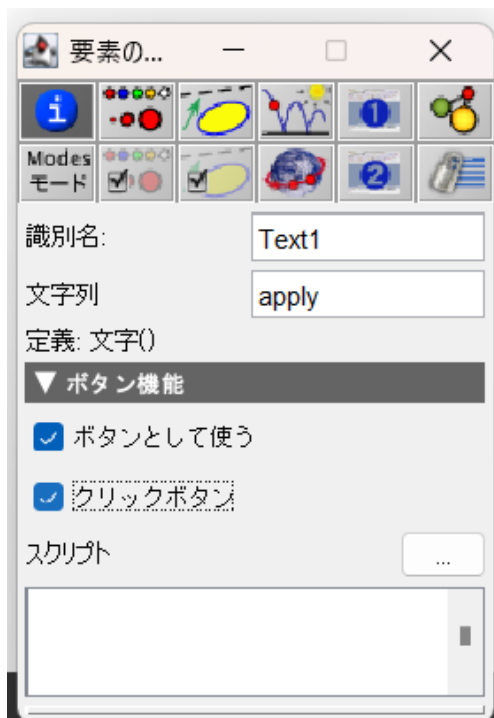 要素の...
Modes
モード
1
2
識別名: Text1
文字列 apply
定義: 文字()
▼ ボタン機能
ボタンとして使う
クリックボタン
スクリプト ...